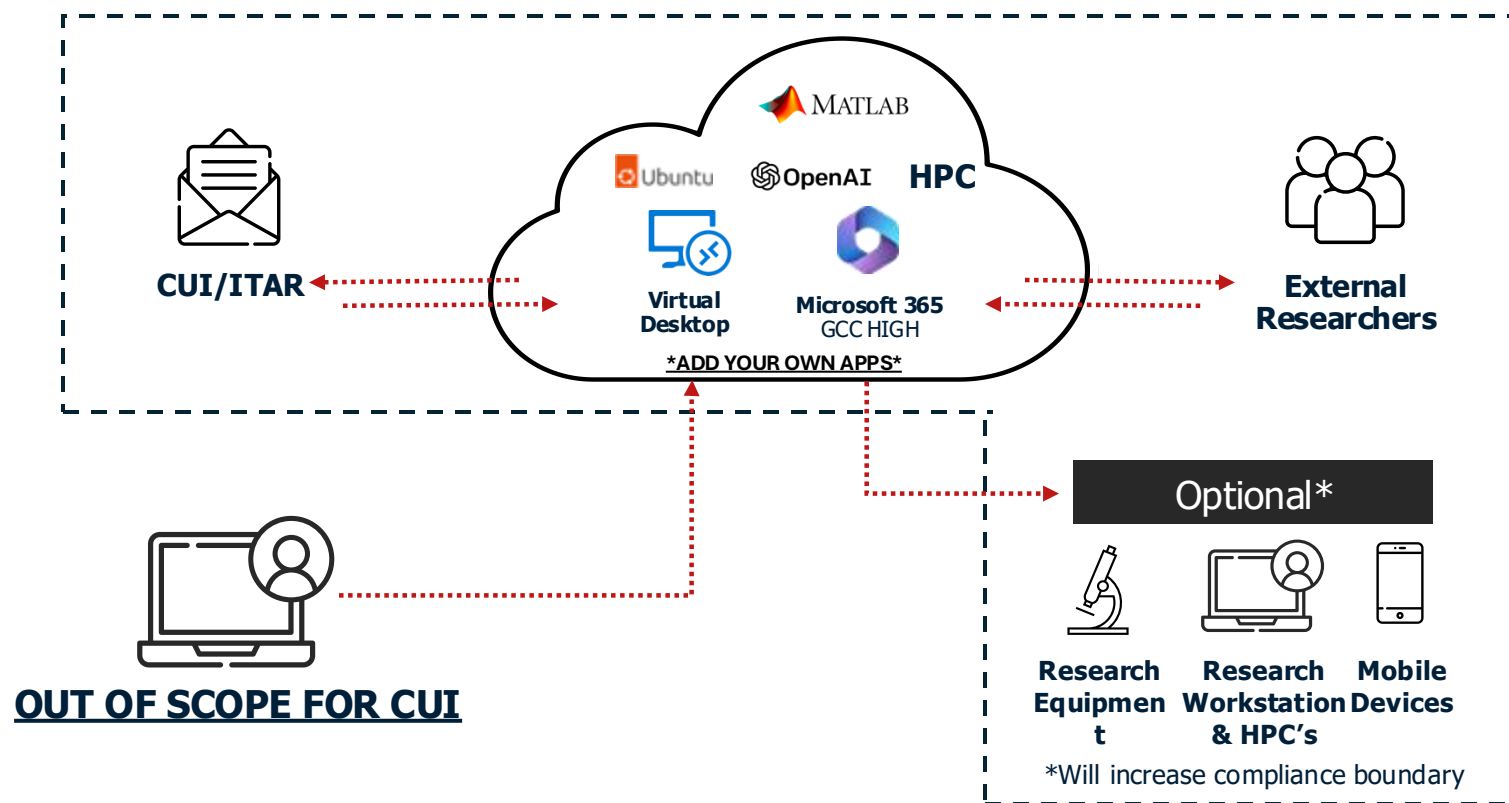 MATLAB
Ubuntu
OpenAI
HPC
CUI/ITAR
Virtual
Desktop
Microsoft 365
GCC HIGH
*ADD YOUR OWN APPS*
External
Researchers
OUT OF SCOPE FOR CUI
Optional*
Research
Equipmen
t
Research
Workstation
& HPC’s
Mobile
Devices
*Will increase compliance boundary